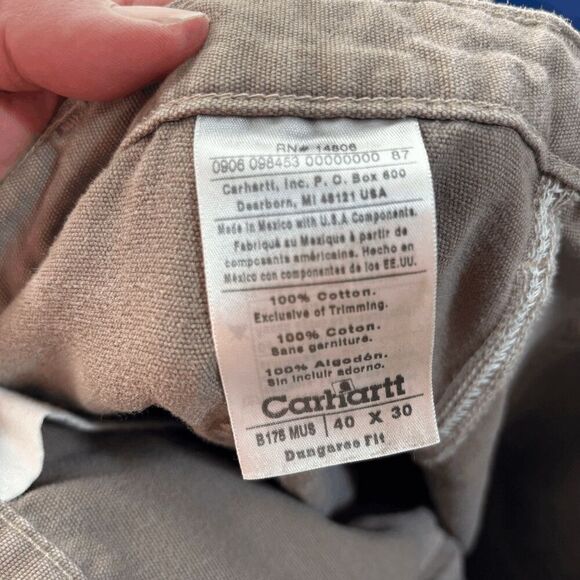 RN# 14806
0906 098453 00000000 87
Carhartt, Inc. P. O. Box 600
Dearborn, MI 48121 USA
Made in Mexico with U.S.A Components.
Fabriqué au Mexique à partir de
composants américains. Hecho en
México con componentes de los EE.UU.
100% Cotton.
Exclusive of Trimming.
100% Coton.
Sans garniture.
100% Algodón.
Sin incluir adorno.
Carhartt
B176 MUS 40 X 30
Dungaree Fit